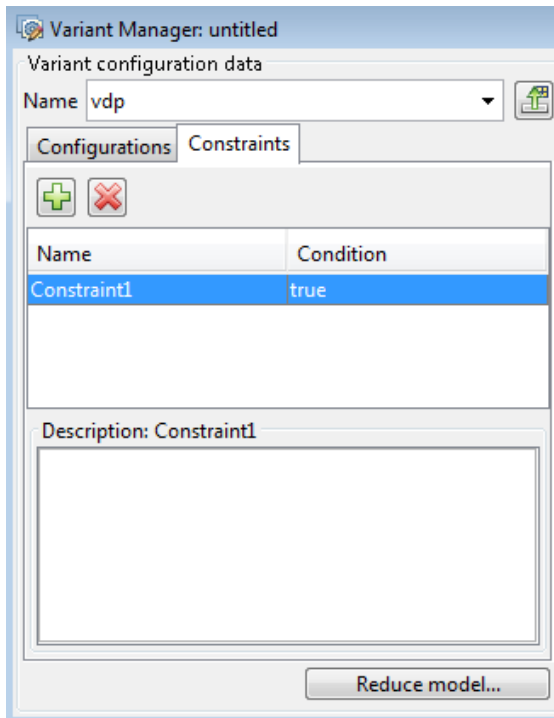 Variant Manager: untitled
Variant configuration data
Name vdp
Configurations Constraints
Name Condition
Constraint1 true
Description: Constraint1
Reduce model...